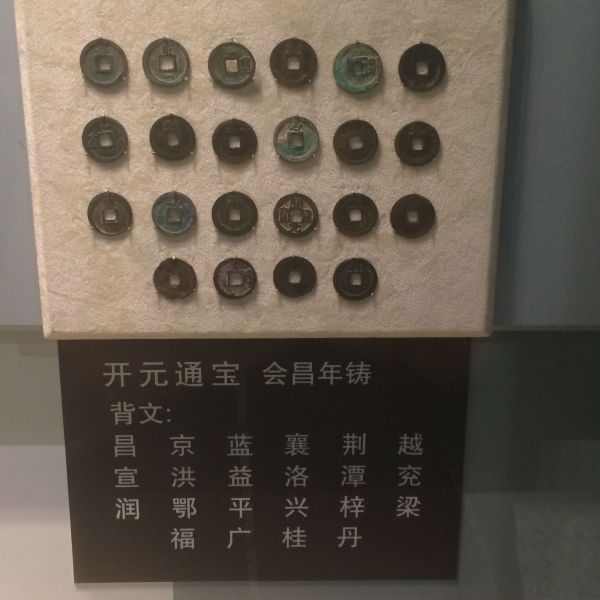 开元通宝 会昌年铸
背文:
昌 京 蓝 襄 荆 越
宣 洪 益 洛 潭 兖
润 鄂 平 兴 梓 梁
福 广 桂 丹